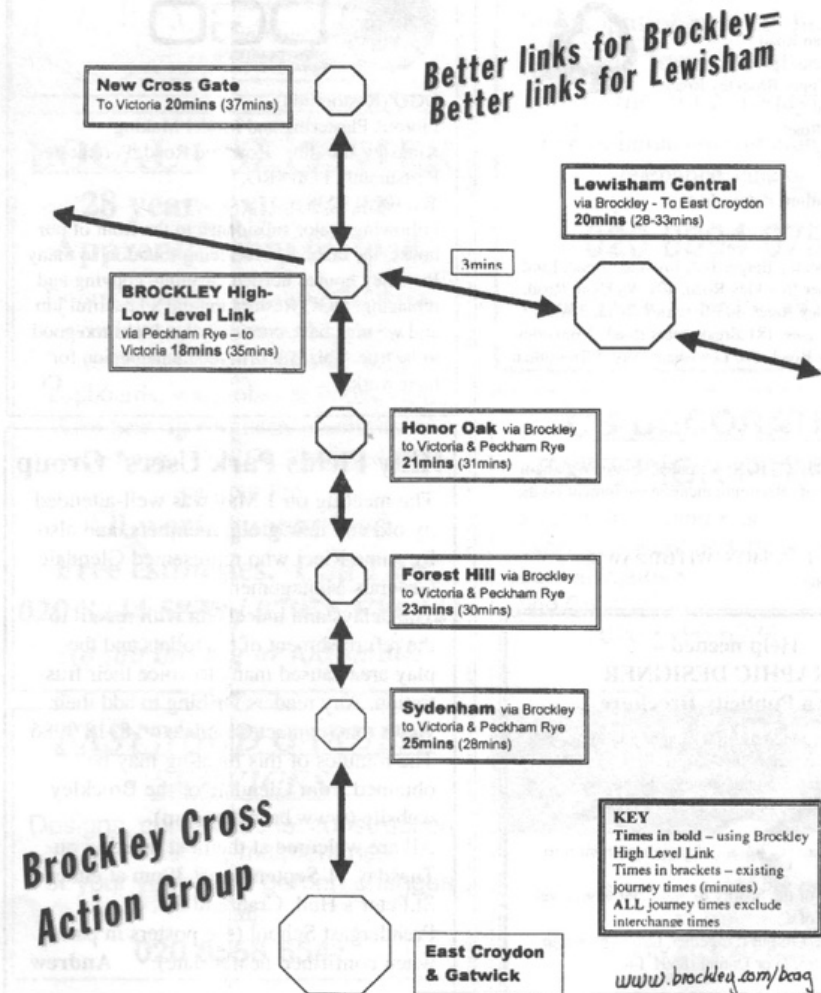 Better links for Brockley=
Better links for Lewisham
New Cross Gate
To Victoria 20mins (37mins)
Lewisham Central
via Brockley - To East Croydon
20mins (28-33mins)
3mins
BROCKLEY High-
Low Level Link
via Peckham Rye – to
Victoria 18mins (35mins)
Honor Oak via Brockley
to Victoria & Peckham Rye
21mins (31mins)
Forest Hill via Brockley
to Victoria & Peckham Rye
23mins (30mins)
Sydenham via Brockley
to Victoria & Peckham Rye
25mins (28mins)
Brockley Cross
Action Group
KEY
Times in bold – using Brockley
High Level Link
Times in brackets – existing
journey times (minutes)
ALL journey times exclude
interchange times
East Croydon
& Gatwick
www.brockley.com/bcag